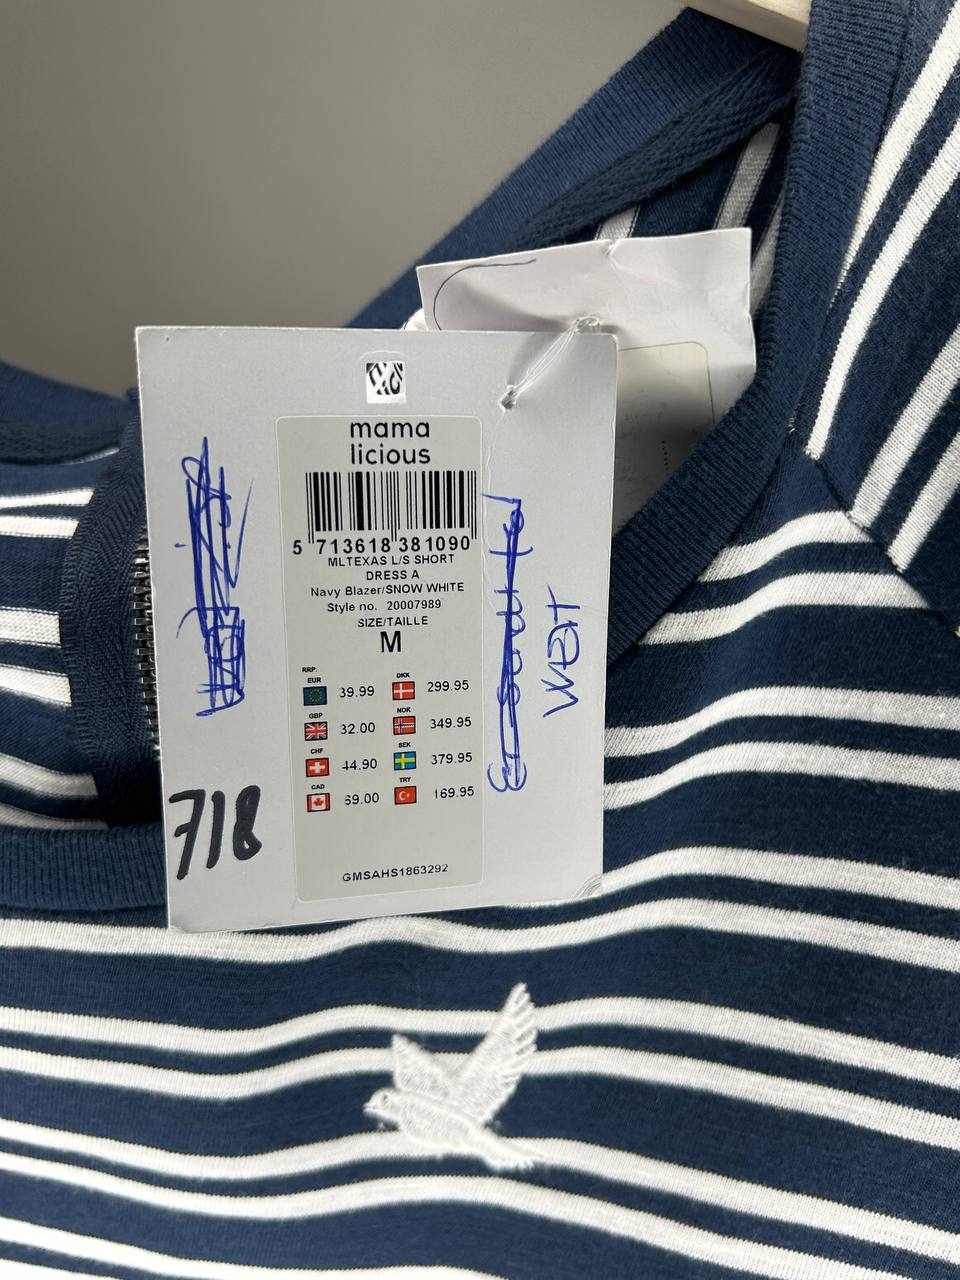 mama
licious
5 713618 381090
MLTEXAS L/S SHORT
DRESS A
Navy Blazer/SNOW WHITE
Style no. 20007989
SIZE/TAILLE
M
RRP:
EUR 39.99 DKK 299.95
GBP 32.00 NOK 349.95
CHF 44.90 SEK 379.95
CAD 69.00 TRY 169.95
GMSAHS1863292
718